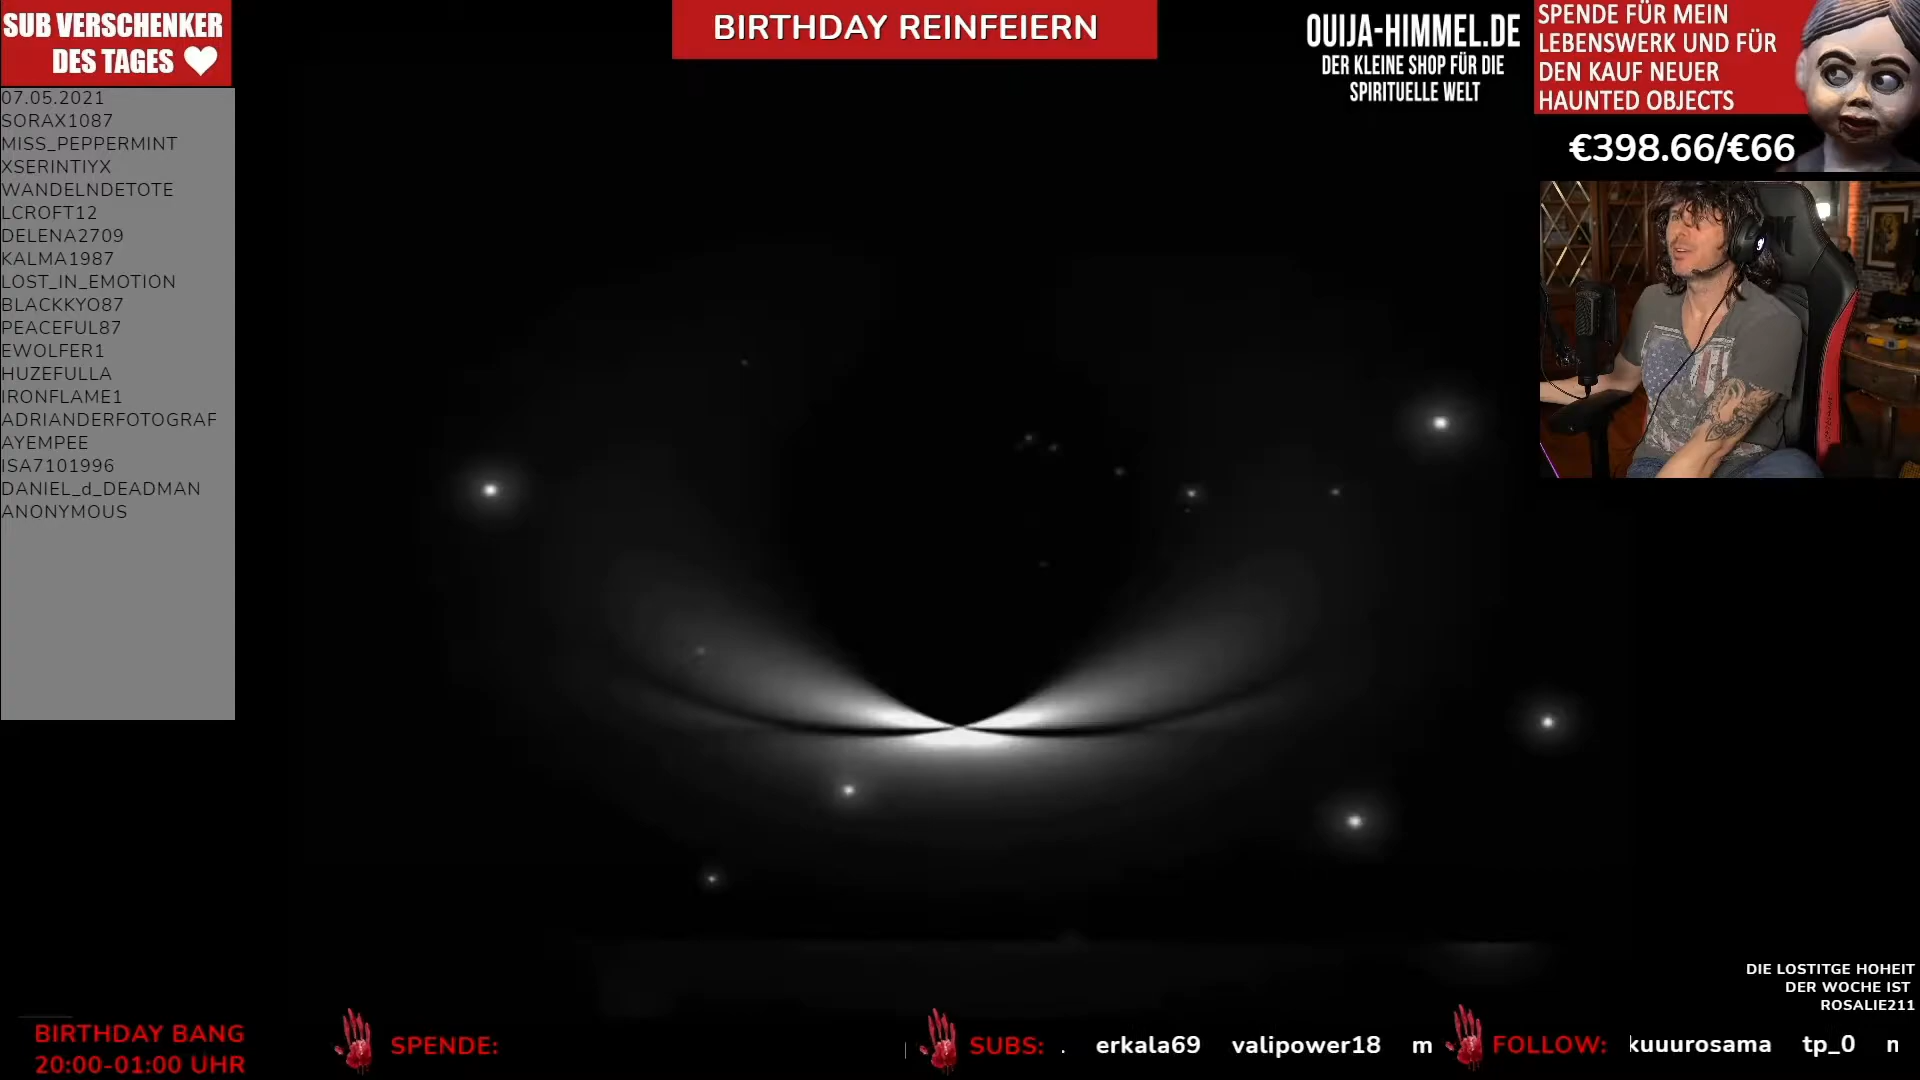 SUB VERSCHENKER
DES TAGES
07.05.2021
SORAX1087
MISS_PEPPERMINT
XSERINTIYX
WANDELNDETOTE
LCROFT12
DELENA2709
KALMA1987
LOST_IN_EMOTION
BLACKKYO87
PEACEFUL87
EWOLFER1
HUZEFULLA
IRONFLAME1
ADRIANDERFOTOGRAF
AYEMPEE
ISA7101996
DANIEL_d_DEADMAN
ANONYMOUS
BIRTHDAY REINFEIERN
OUIJA-HIMMEL.DE
DER KLEINE SHOP FÜR DIE
SPIRITUELLE WELT
SPENDE FÜR MEIN
LEBENSWERK UND FÜR
DEN KAUF NEUER
HAUNTED OBJECTS
€398.66/€66
DIE LOSTITGE HOHEIT
DER WOCHE IST
ROSALIE211
BIRTHDAY BANG
20:00-01:00 UHR
SPENDE:
SUBS: . erkala69 valipower18 m
FOLLOW: kuuurosama tp_0 n